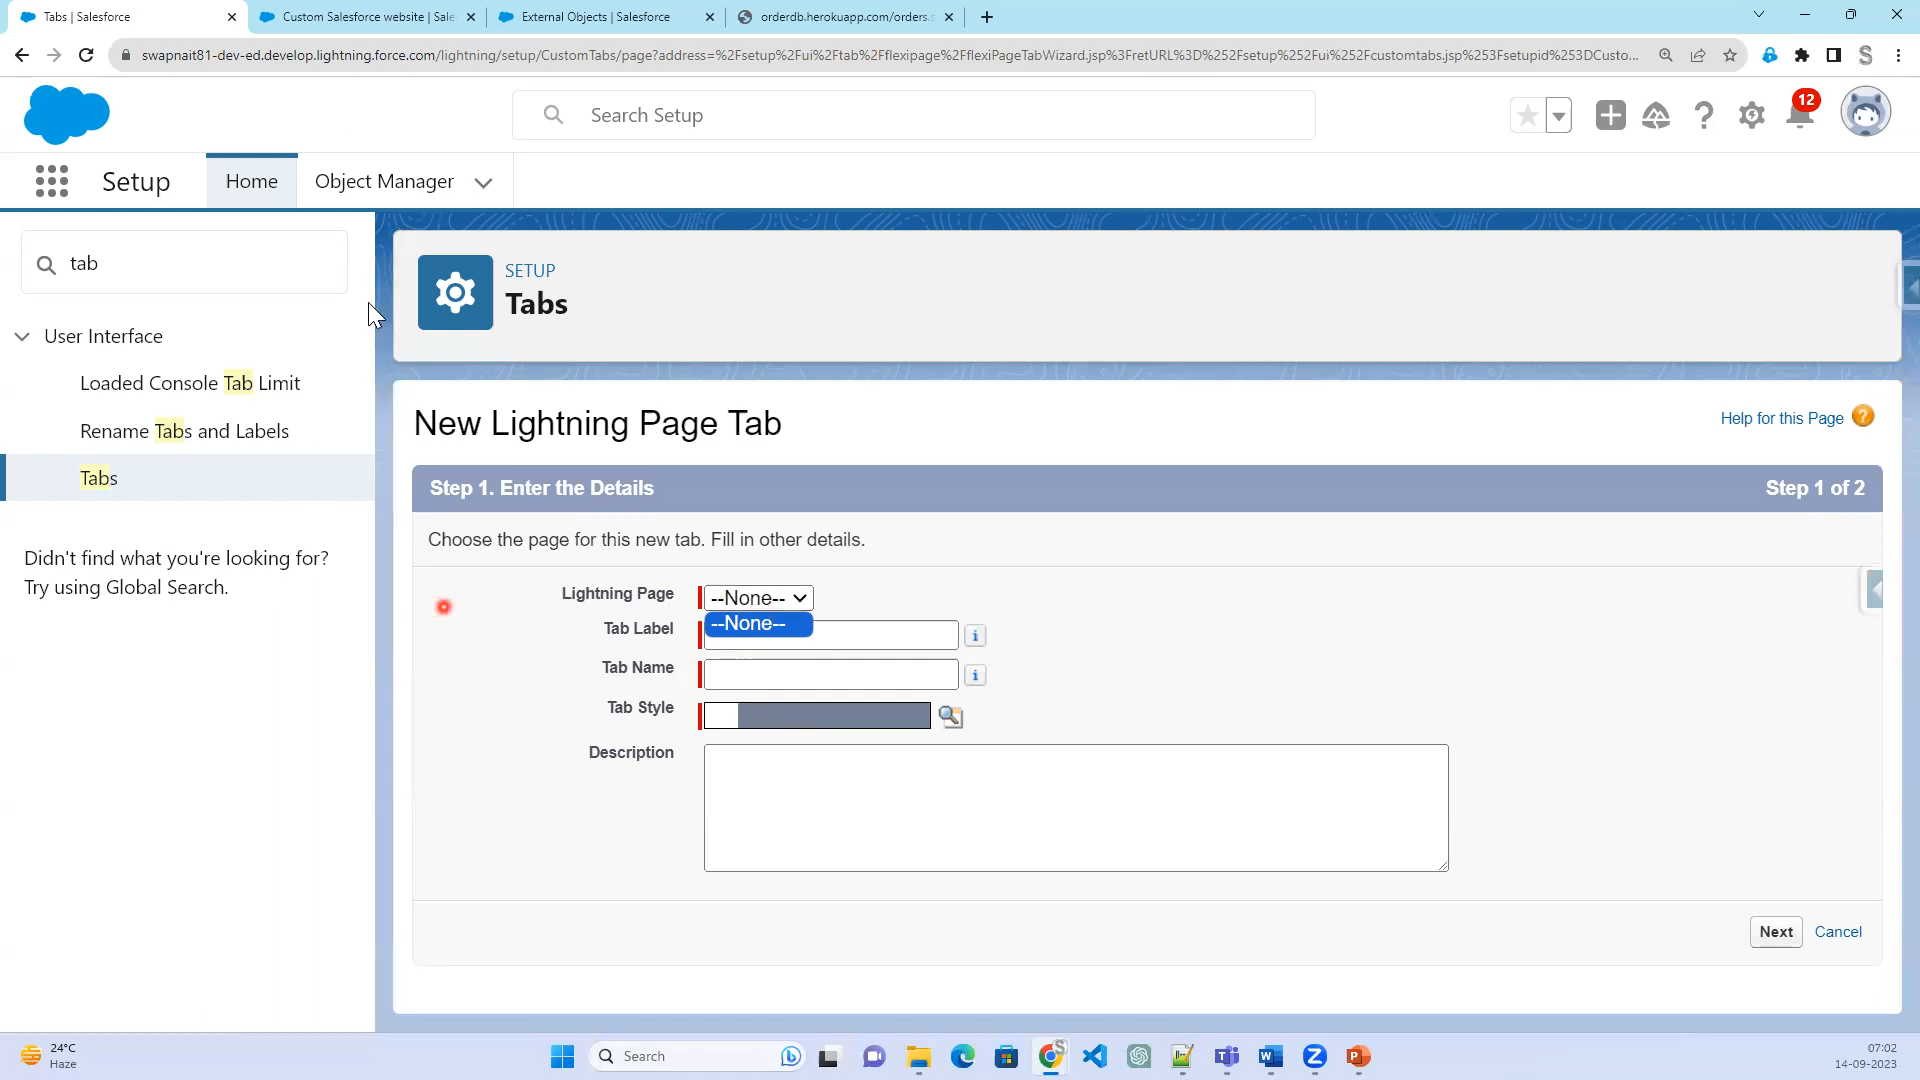 Tabs | Salesforce
Custom Salesforce website | Sale
External Objects | Salesforce
orderdb.herokuapp.com/orders.s
swapnait81-dev-ed.develop.lightning.force.com/lightning/setup/CustomTabs/page?address=%2Fsetup%2Fui%2Ftab%2Fflexipage%2FflexiPageTabWizard.jsp%3FretURL%3D%252Fsetup%252Fui%252Fcustomtabs.jsp%253Fsetupid%253DCusto...
Search Setup
12
Setup
Home
Object Manager
tab
SETUP
Tabs
User Interface
Loaded Console Tab Limit
Rename Tabs and Labels
Tabs
Didn't find what you're looking for?
Try using Global Search.
New Lightning Page Tab
Help for this Page
Step 1. Enter the Details
Step 1 of 2
Choose the page for this new tab. Fill in other details.
Lightning Page
--None--
--None--
Tab Label
Tab Name
Tab Style
Description
Next
Cancel
24°C
Haze
Search
07:02
14-09-2023